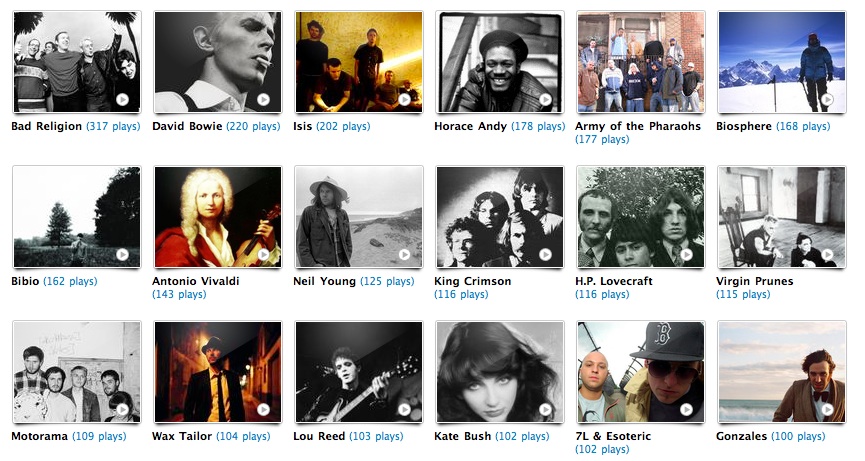 Bad Religion (317 plays)
David Bowie (220 plays)
Isis (202 plays)
Horace Andy (178 plays)
Army of the Pharaohs
(177 plays)
Biosphere (168 plays)
Bibio (162 plays)
Antonio Vivaldi
(143 plays)
Neil Young (125 plays)
King Crimson
(116 plays)
H.P. Lovecraft
(116 plays)
Virgin Prunes
(115 plays)
Motorama (109 plays)
Wax Tailor (104 plays)
Lou Reed (103 plays)
Kate Bush (102 plays)
7L & Esoteric
(102 plays)
Gonzales (100 plays)